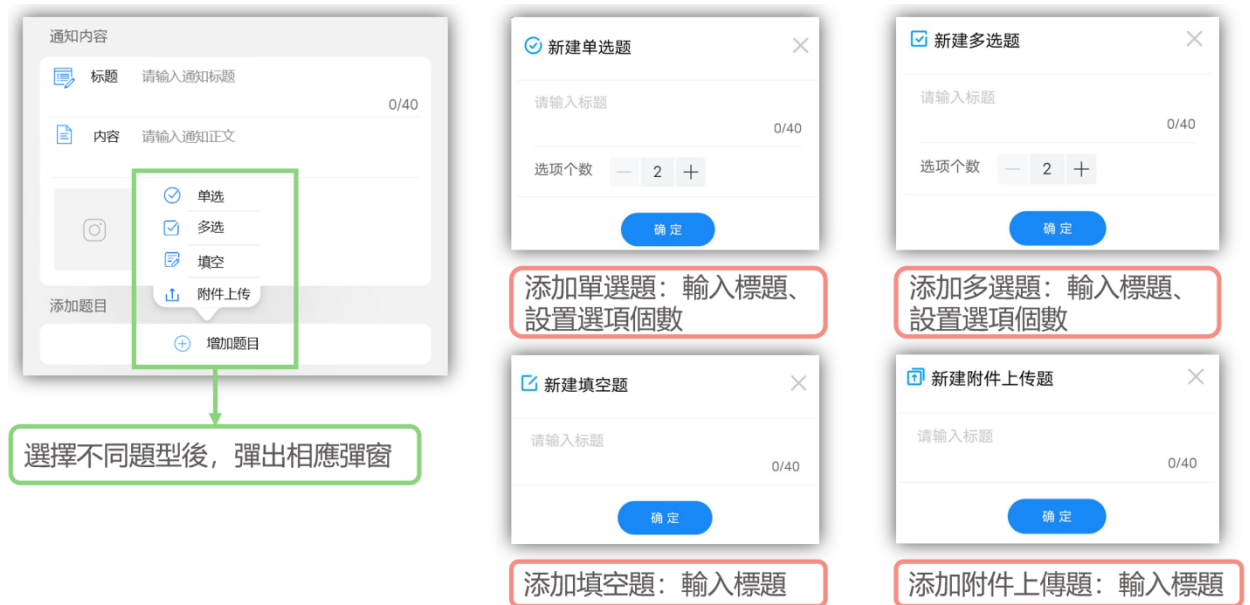 通知内容
标题 请输入通知标题
0/40
内容 请输入通知正文
单选
多选
填空
附件上传
添加题目
增加题目
選擇不同題型後，彈出相應彈窗
新建单选题
请输入标题
0/40
选项个数 — 2 +
确定
添加單選題：輸入標題、
設置選項個數
新建多选题
请输入标题
0/40
选项个数 — 2 +
确定
添加多選題：輸入標題、
設置選項個數
新建填空题
请输入标题
0/40
确定
添加填空題：輸入標題
新建附件上传题
请输入标题
0/40
确定
添加附件上傳題：輸入標題